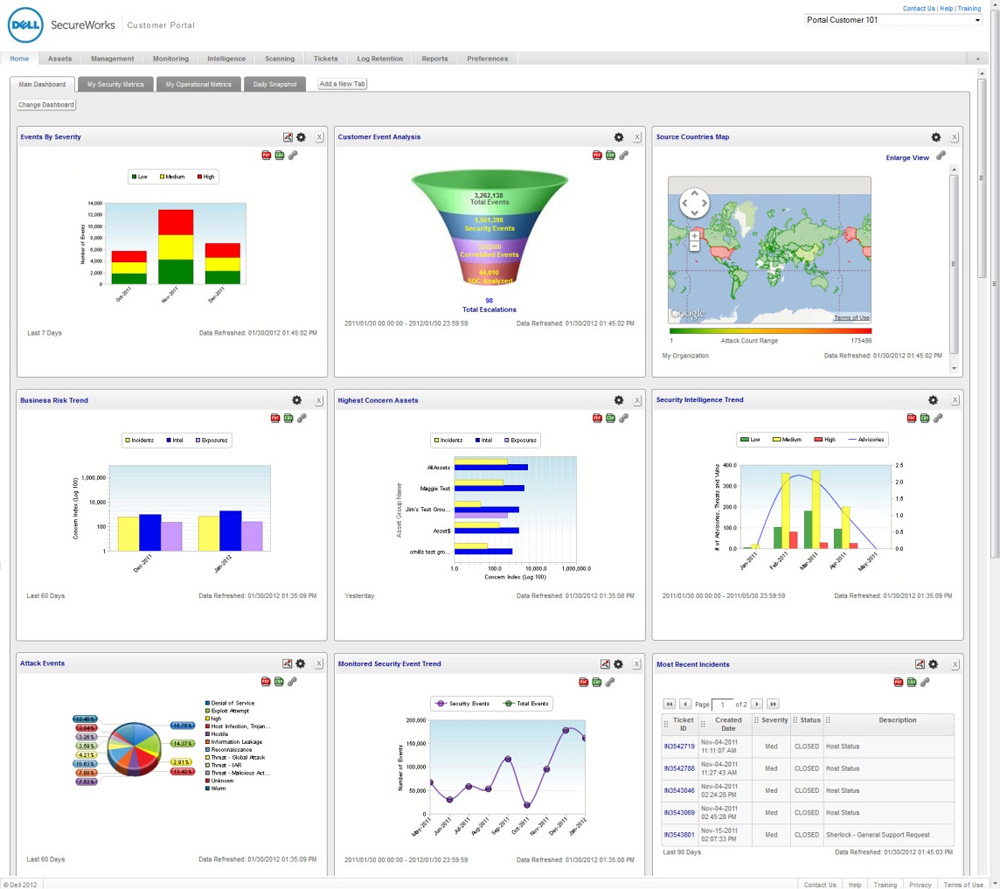 Contact Us | Help | Training
DELL SecureWorks Customer Portal
Portal Customer 101
Home Assets Management Monitoring Intelligence Scanning Tickets Log Retention Reports Preferences
Main Dashboard My Security Metrics My Operational Metrics Daily Snapshot Add a New Tab
Change Dashboard
Events By Severity
Low Medium High
Number of Events
14,000
12,000
10,000
8,000
6,000
4,000
2,000
0
Oct-2011 Nov-2011 Dec-2011
Last 7 Days Data Refreshed: 01/30/2012 01:45:02 PM
Customer Event Analysis
3,262,138
Total Events
Security Events
Correlated Events
44,010
SOC Analyzed
98
Total Escalations
2011/01/30 00:00:00 - 2012/01/30 23:59:59 Data Refreshed: 01/30/2012 01:45:02 PM
Source Countries Map
Enlarge View
Google
Terms of Use
1 Attack Count Range 175486
My Organization Data Refreshed: 01/30/2012 01:45:02 PM
Business Risk Trend
Incidents Intel Exposures
Concern Index (Log 100)
1,000,000
10,000
100
1
Dec-2011 Jan-2012
Last 60 Days Data Refreshed: 01/30/2012 01:35:09 PM
Highest Concern Assets
Incidents Intel Exposures
Asset Group Name
AllAssets
Maggie Test
Jim's Test Grou...
AssetB
ornills test gro...
1.0 100.0 10,000.0 1,000,000.0
Concern Index (Log 100)
Yesterday Data Refreshed: 01/30/2012 01:35:08 PM
Security Intelligence Trend
Low Medium High Advisories
# of Advisories, Threats and Vulns
400.0
300.0
200.0
100.0
0.0
2.5
2.0
1.5
1.0
0.5
0.0
Jan-2011 Feb-2011 Mar-2011 Apr-2011 May-2011
2011/01/30 00:00:00 - 2011/05/30 23:59:59 Data Refreshed: 01/30/2012 01:35:09 PM
Attack Events
Denial of Service
Exploit Attempt
high
Host Infection, Trojan...
Hostile
Information Leakage
Reconnaissance
Threat - Global Attack
Threat - IAR
Threat - Malicious Act...
Unknown
Worm
14.37%
2.91%
4.21%
Last 60 Days Data Refreshed: 01/30/2012 01:35:09 PM
Monitored Security Event Trend
Security Events Total Events
Number of Events
200,000
150,000
100,000
50,000
0
May-2011 Jun-2011 Jul-2011 Aug-2011 Sep-2011 Oct-2011 Nov-2011 Dec-2011 Jan-2012
2011/01/30 00:00:00 - 2012/01/30 23:59:59 Data Refreshed: 01/30/2012 01:45:02 PM
Most Recent Incidents
Page 1 of 2
Ticket ID Created Date Severity Status Description
IN3542719 Nov-04-2011 11:11:07 AM Med CLOSED Host Status
IN3542788 Nov-04-2011 11:27:43 AM Med CLOSED Host Status
IN3543046 Nov-04-2011 02:24:28 PM Med CLOSED Host Status
IN3543069 Nov-04-2011 02:45:28 PM Med CLOSED Host Status
IN3543801 Nov-15-2011 02:07:33 PM Med CLOSED Sherlock - General Support Request
Last 90 Days Data Refreshed: 01/30/2012 01:45:03 PM
© Dell 2012 Contact Us Help Training Privacy Terms of Use